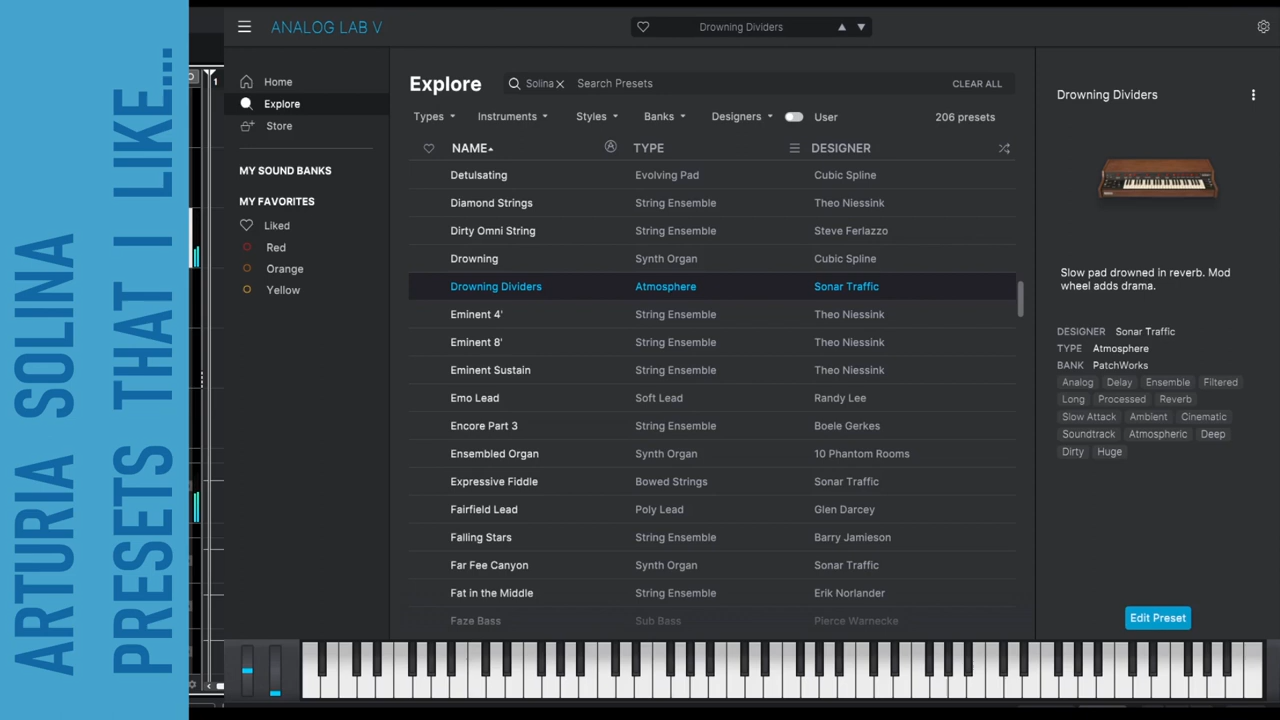 ARTURIA SOLINA
PRESETS THAT I LIKE...
1
ANALOG LAB V
Drowning Dividers
Home
Explore
Store
MY SOUND BANKS
MY FAVORITES
Liked
Red
Orange
Yellow
Explore
Solina
Search Presets
CLEAR ALL
Types
Instruments
Styles
Banks
Designers
User
206 presets
NAME TYPE DESIGNER
Detulsating Evolving Pad Cubic Spline
Diamond Strings String Ensemble Theo Niessink
Dirty Omni String String Ensemble Steve Ferlazzo
Drowning Synth Organ Cubic Spline
Drowning Dividers Atmosphere Sonar Traffic
Eminent 4' String Ensemble Theo Niessink
Eminent 8' String Ensemble Theo Niessink
Eminent Sustain String Ensemble Theo Niessink
Emo Lead Soft Lead Randy Lee
Encore Part 3 String Ensemble Boele Gerkes
Ensembled Organ Synth Organ 10 Phantom Rooms
Expressive Fiddle Bowed Strings Sonar Traffic
Fairfield Lead Poly Lead Glen Darcey
Falling Stars String Ensemble Barry Jamieson
Far Fee Canyon Synth Organ Sonar Traffic
Fat in the Middle String Ensemble Erik Norlander
Faze Bass Sub Bass Pierce Warnecke
Drowning Dividers
Slow pad drowned in reverb. Mod
wheel adds drama.
DESIGNER Sonar Traffic
TYPE Atmosphere
BANK PatchWorks
Analog Delay Ensemble Filtered
Long Processed Reverb
Slow Attack Ambient Cinematic
Soundtrack Atmospheric Deep
Dirty Huge
Edit Preset